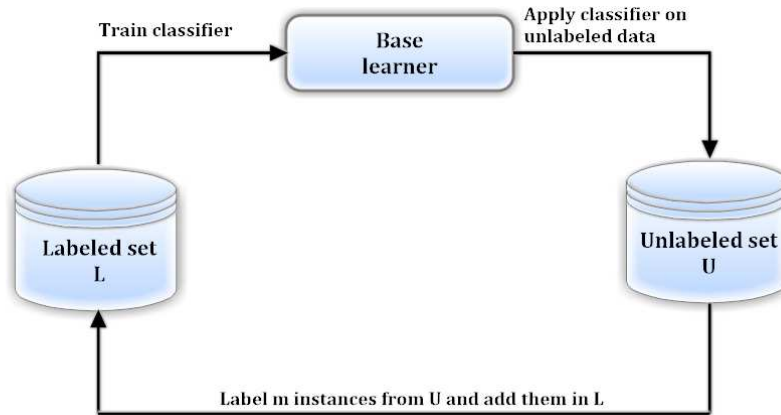 Train classifier
Base
learner
Apply classifier on
unlabeled data
Labeled set
L
Unlabeled set
U
Label m instances from U and add them in L